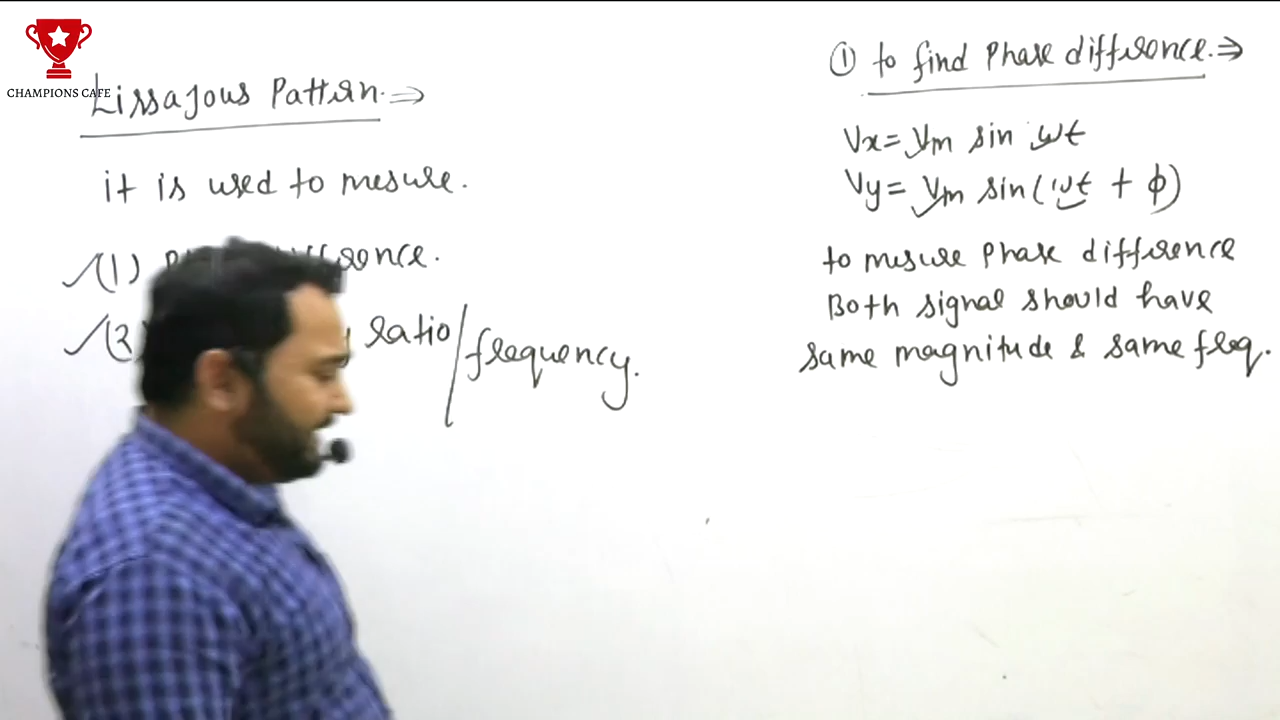 CHAMPIONS CAFE
Lissajous Pattern. ⇒
it is used to mesure.
(1) difference.
(2) ratio/frequency.
① to find Phase difference. ⇒
Vx = Vm sin ωt
Vy = Vm sin (ωt + φ)
to mesure Phase difference
Both signal should have
same magnitude & same freq.